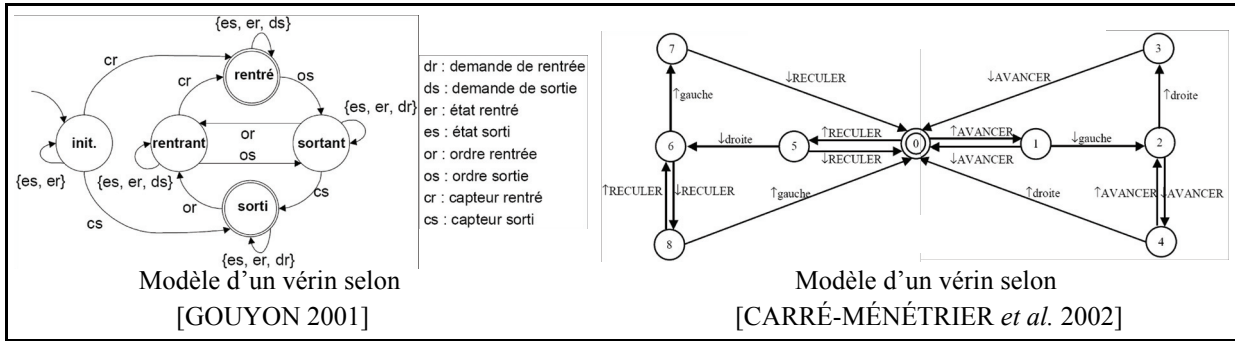 {es, er, ds}
rentré
cr
cr
os
{es, er, dr}
or
init.
rentrant
sortant
os
{es, er}
{es, er, ds}
or
cs
sorti
cs
{es, er, dr}
dr : demande de rentrée
ds : demande de sortie
er : état rentré
es : état sorti
or : ordre rentrée
os : ordre sortie
cr : capteur rentré
cs : capteur sorti
Modèle d’un vérin selon
[GOUYON 2001]
7
3
↓RECULER
↓AVANCER
↑gauche
↑droite
↑RECULER
↑AVANCER
6
↓droite
5
0
1
↓gauche
2
↓RECULER
↓AVANCER
↑RECULER
↓RECULER
↑gauche
↑droite
↑AVANCER
↓AVANCER
8
4
Modèle d’un vérin selon
[CARRÉ-MÉNÉTRIER et al. 2002]